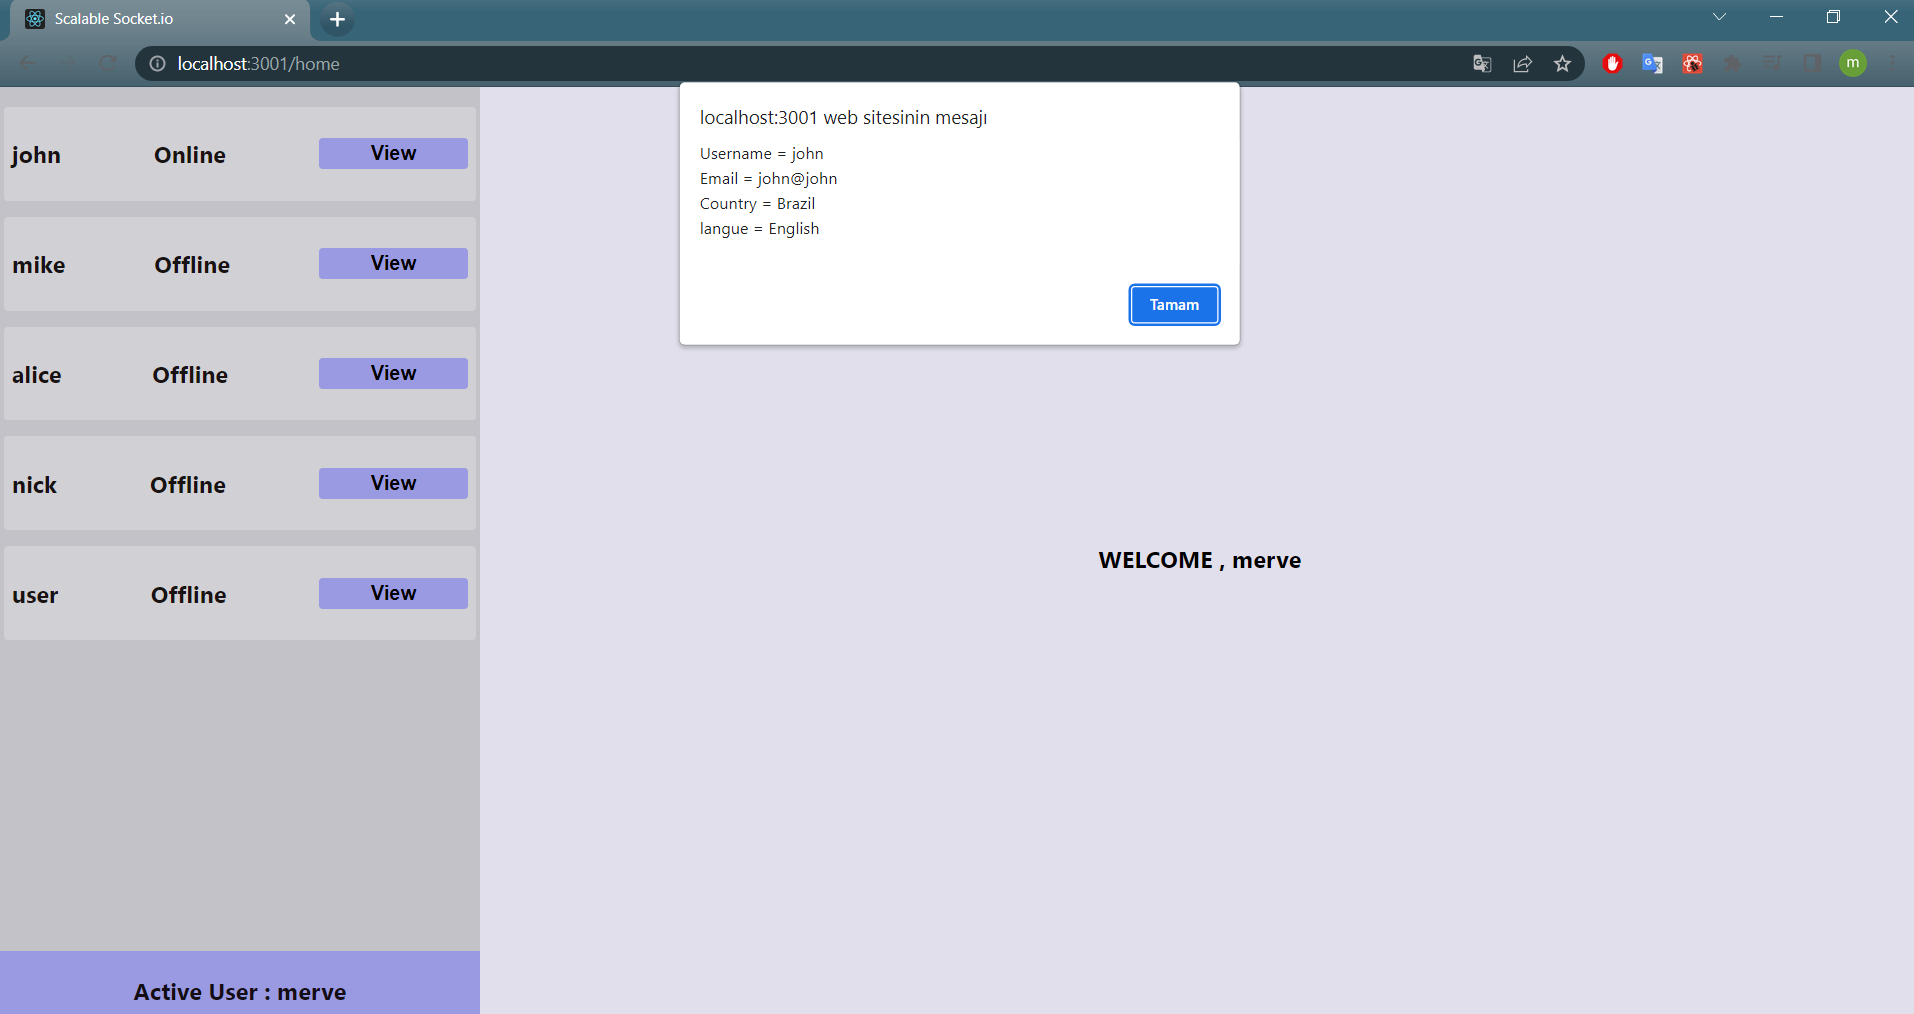 Scalable Socket.io
localhost:3001/home
m
localhost:3001 web sitesinin mesajı
Username = john
Email = john@john
Country = Brazil
langue = English
Tamam
john Online View
mike Offline View
alice Offline View
nick Offline View
user Offline View
WELCOME , merve
Active User : merve